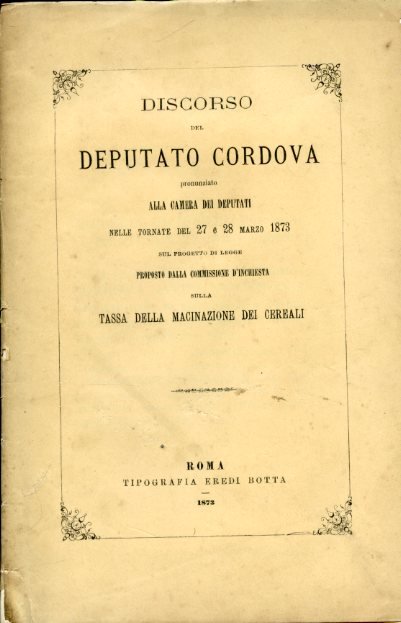 DISCORSO
DEL
DEPUTATO CORDOVA
pronunziato
ALLA CAMERA DEI DEPUTATI
NELLE TORNATE DEL 27 e 28 MARZO 1873
SUL PROGETTO DI LEGGE
PROPOSTO DALLA COMMISSIONE D'INCHIESTA
SULLA
TASSA DELLA MACINAZIONE DEI CEREALI
ROMA
TIPOGRAFIA EREDI BOTTA
1873